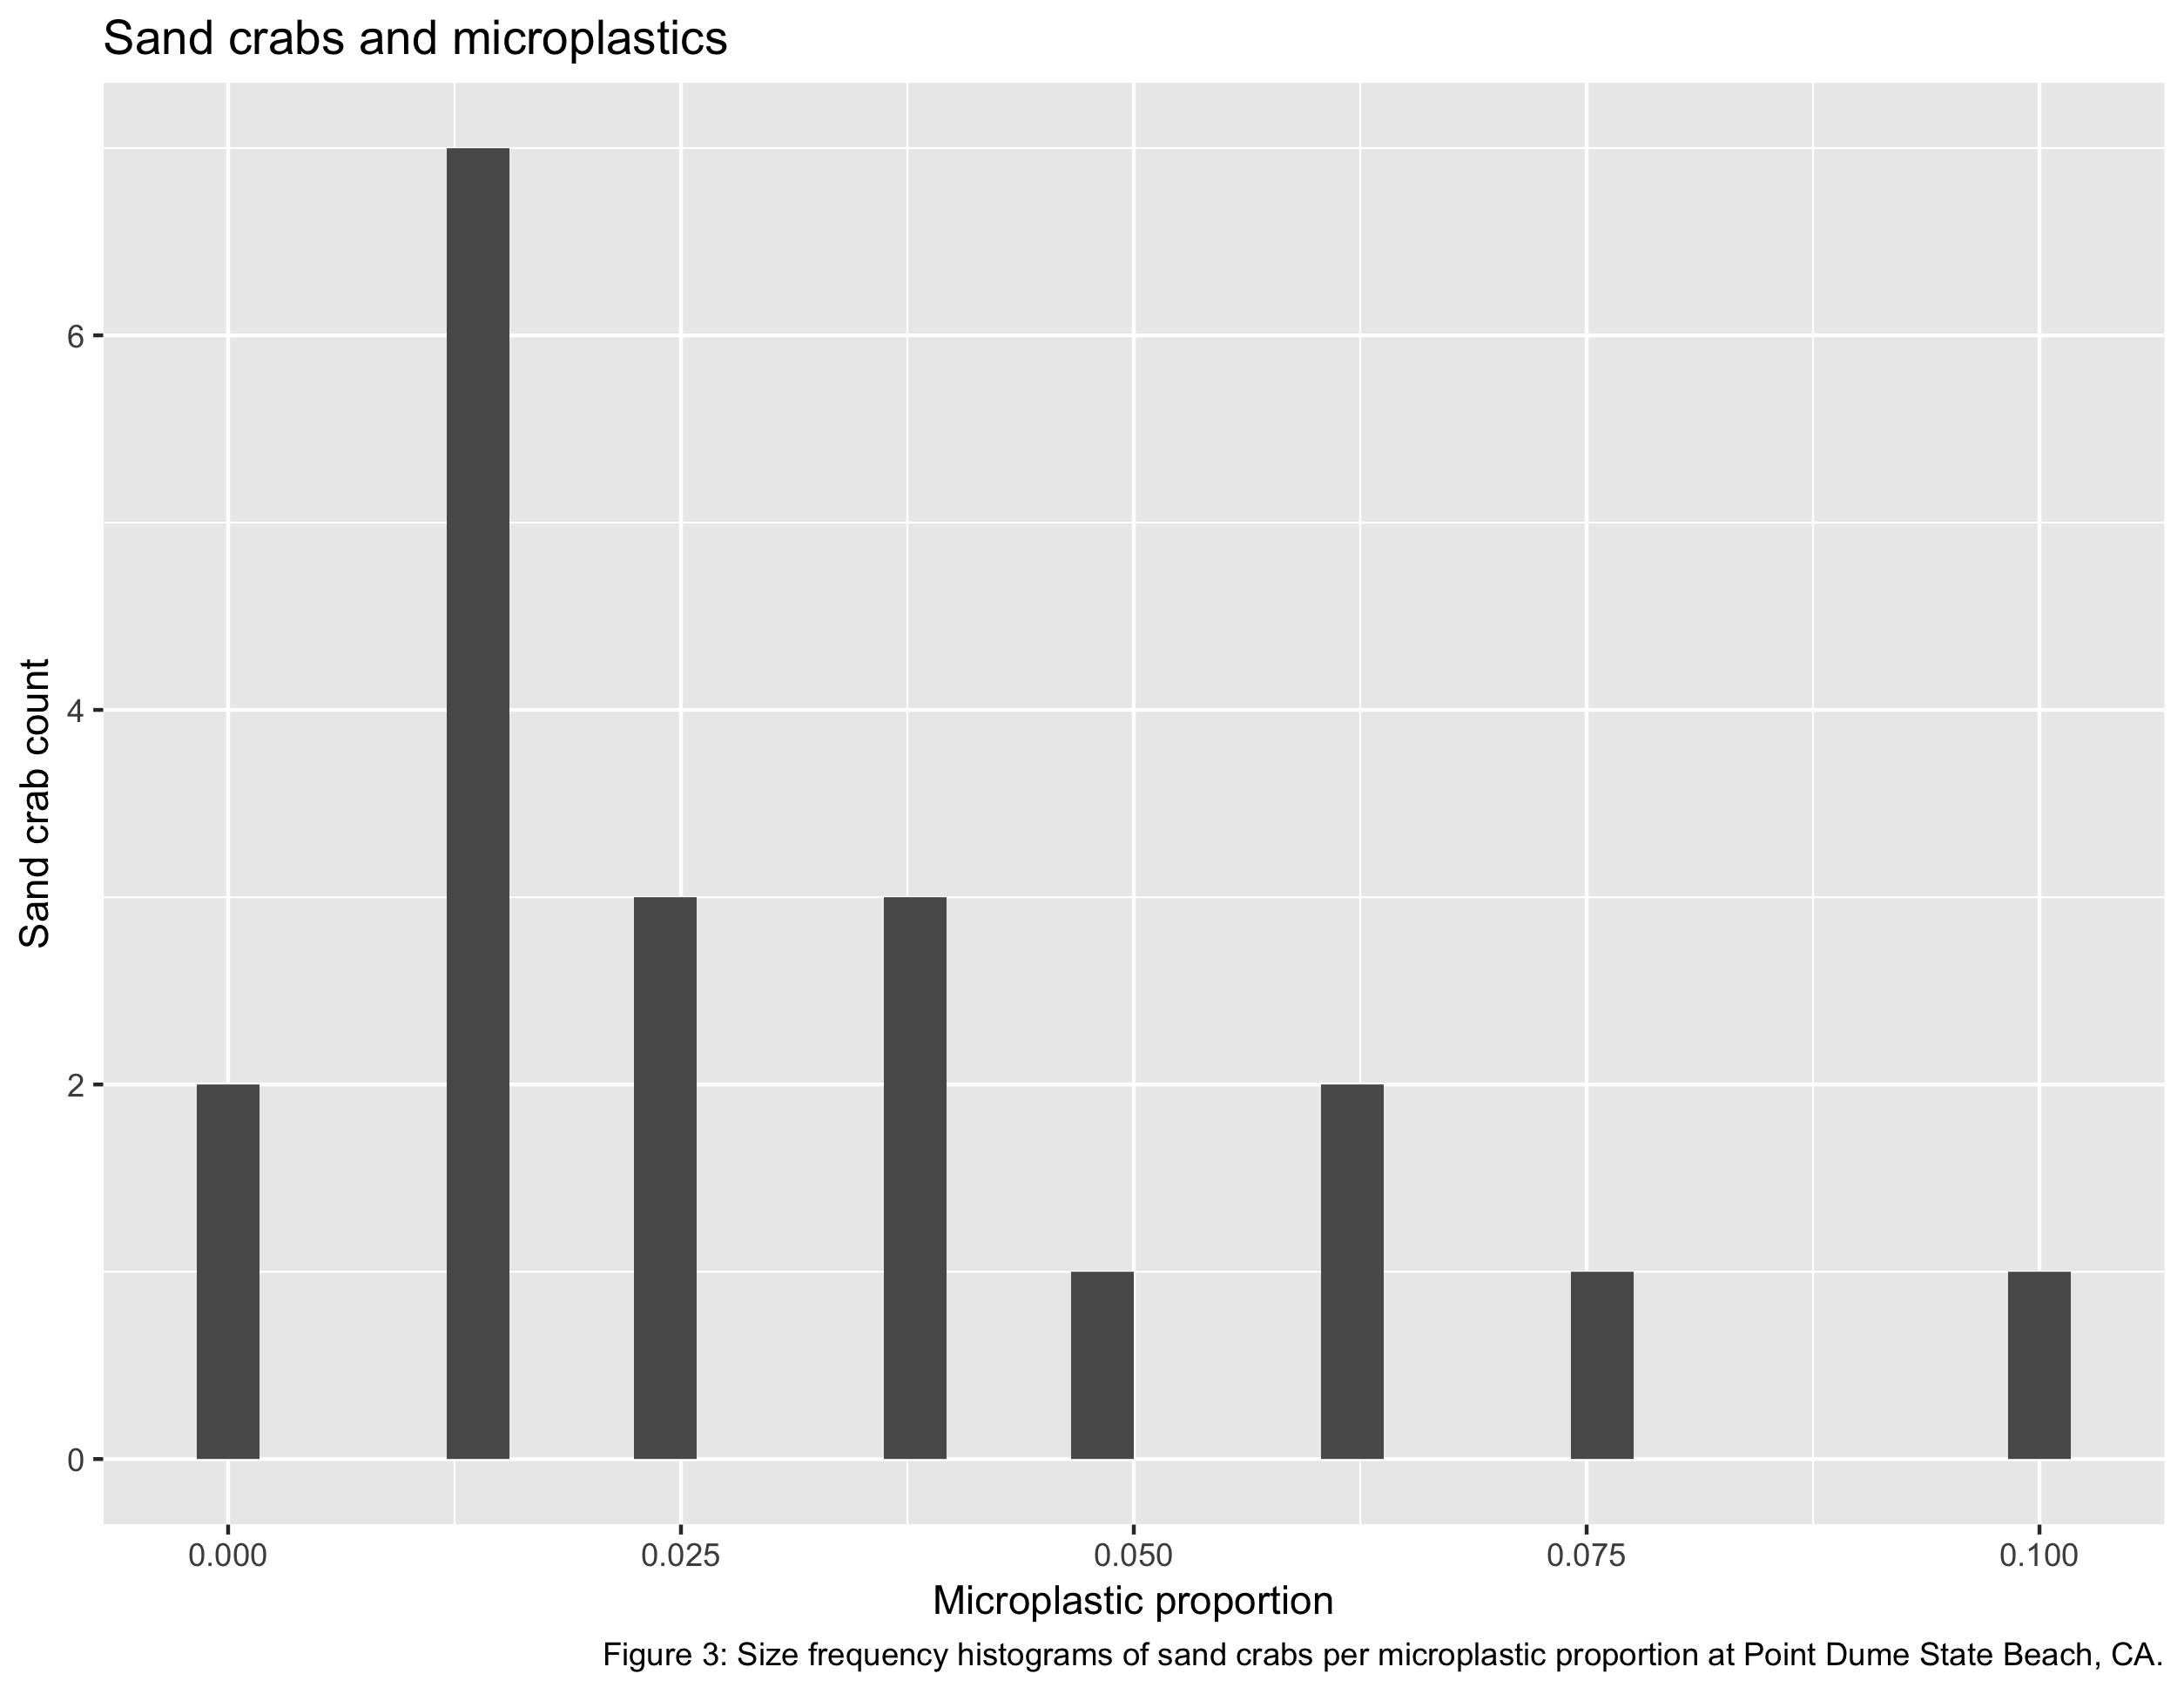 Sand crabs and microplastics
Sand crab count
6
4
2
0
0.000 0.025 0.050 0.075 0.100
Microplastic proportion
Figure 3: Size frequency histograms of sand crabs per microplastic proportion at Point Dume State Beach, CA.